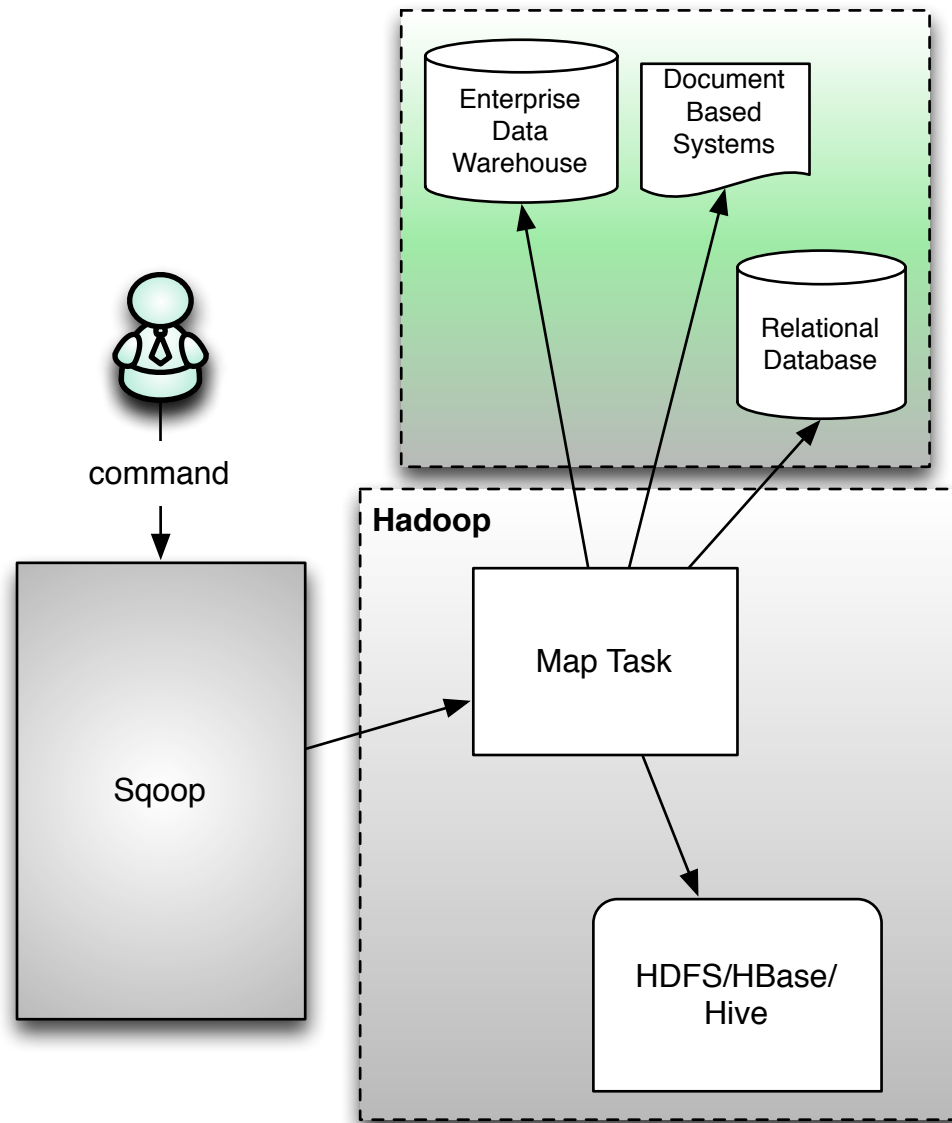 Enterprise
Data
Warehouse
Document
Based
Systems
Relational
Database
command
Hadoop
Map Task
Sqoop
HDFS/HBase/
Hive